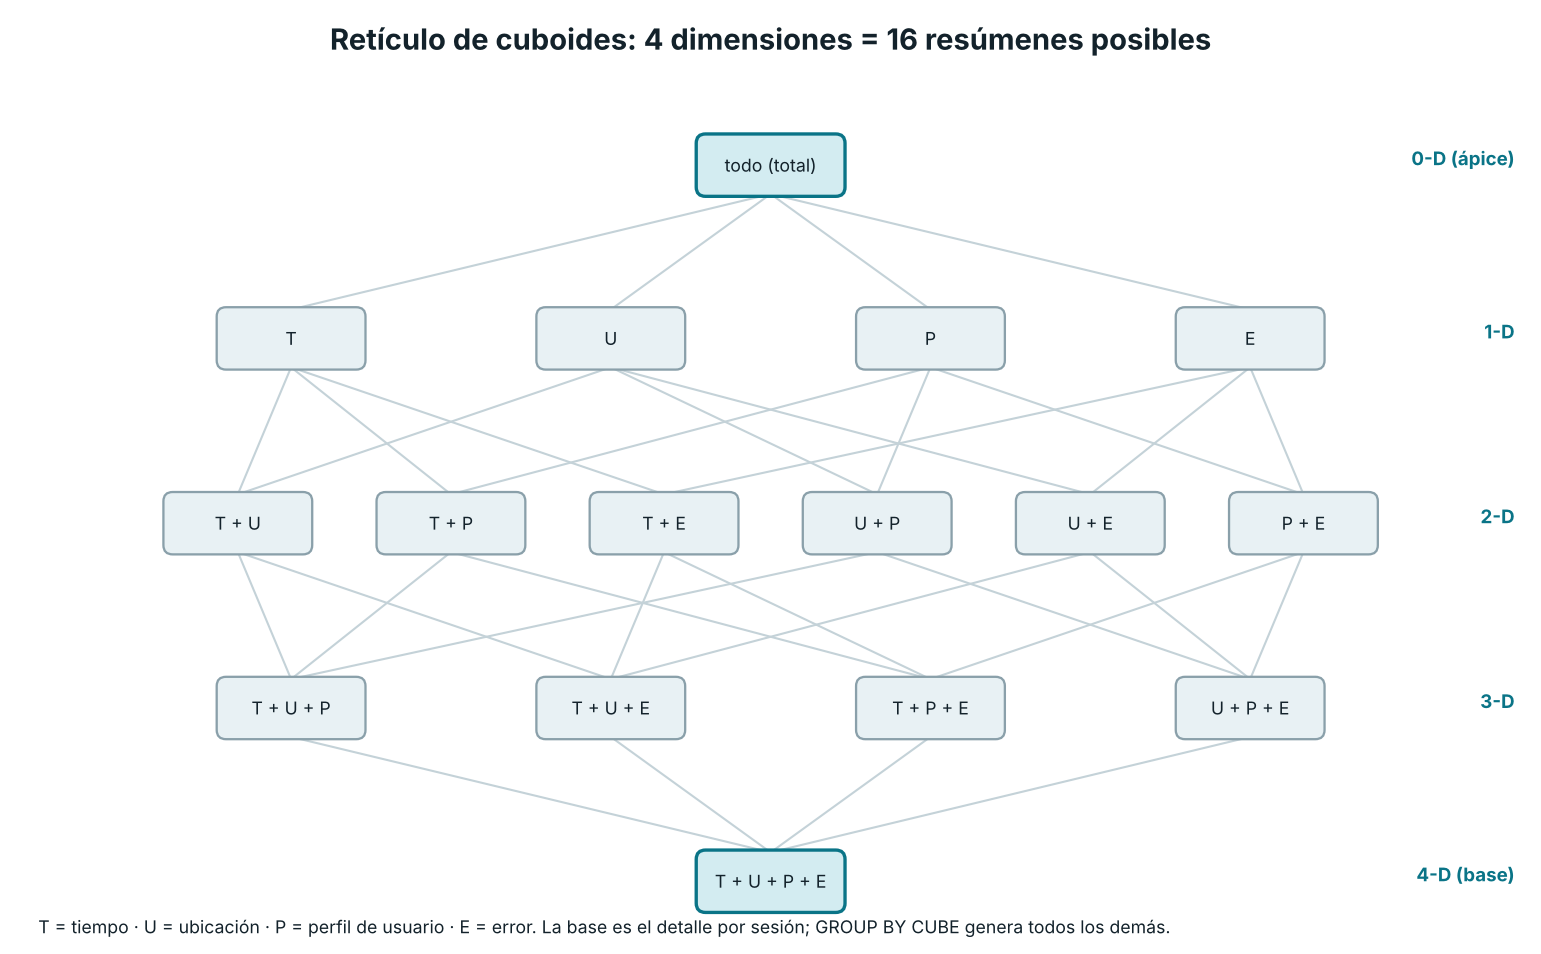 Retículo de cuboides: 4 dimensiones = 16 resúmenes posibles
todo (total)
0-D (ápice)
T
U
P
E
1-D
T + U
T + P
T + E
U + P
U + E
P + E
2-D
T + U + P
T + U + E
T + P + E
U + P + E
3-D
T + U + P + E
4-D (base)
T = tiempo · U = ubicación · P = perfil de usuario · E = error. La base es el detalle por sesión; GROUP BY CUBE genera todos los demás.